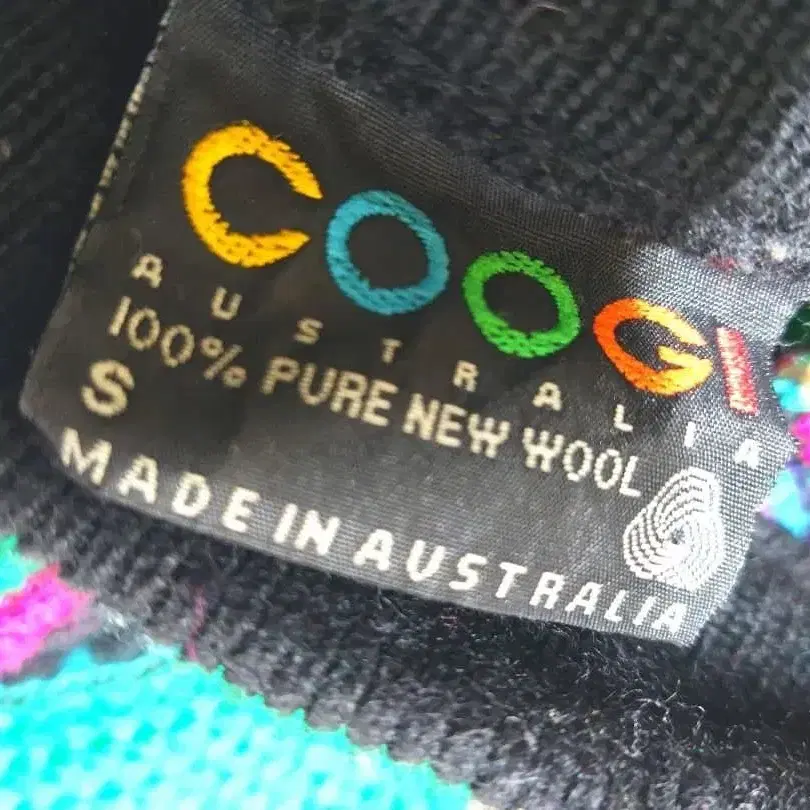 COOGI
AUSTRALIA
100% PURE NEW WOOL
S
MADE IN AUSTRALIA